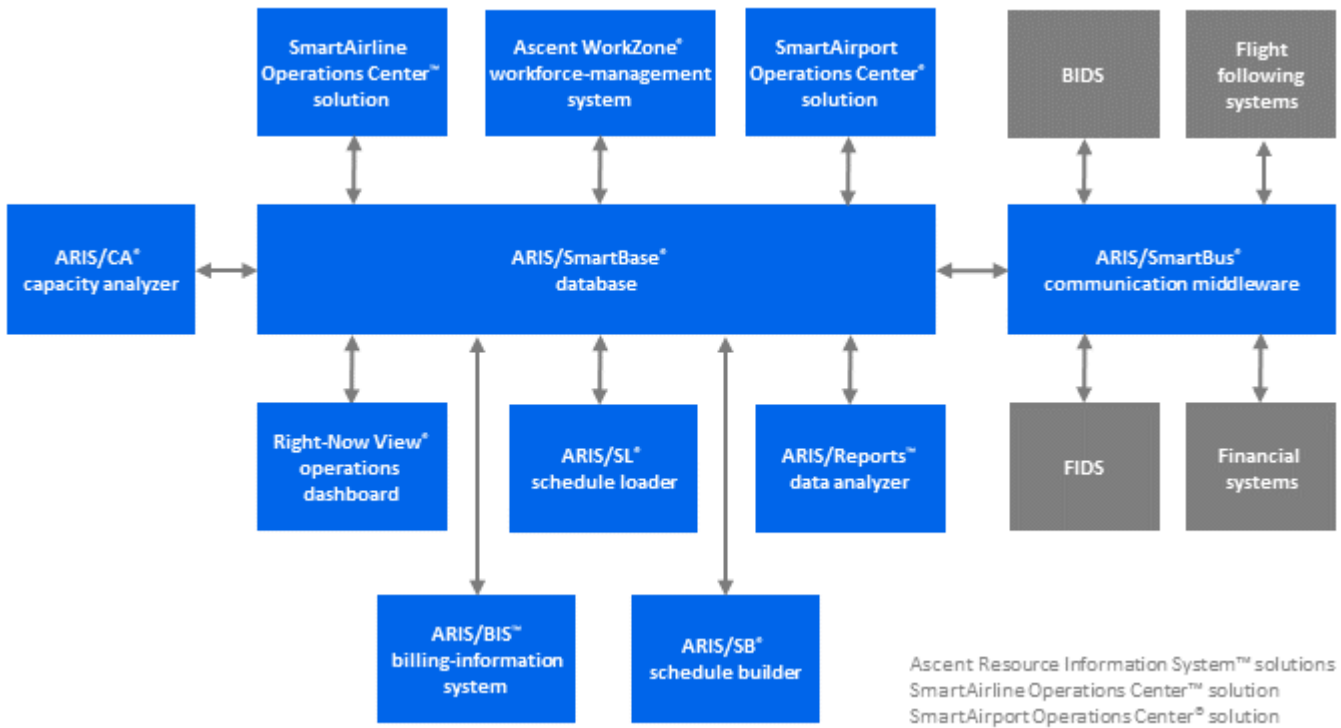 SmartAirline
Operations Center™
solution
Ascent WorkZone®
workforce-management
system
SmartAirport
Operations Center®
solution
BIDS
Flight
following
systems
ARIS/CA®
capacity analyzer
ARIS/SmartBase®
database
ARIS/SmartBus®
communication middleware
Right-Now View®
operations
dashboard
ARIS/SL®
schedule loader
ARIS/Reports™
data analyzer
FIDS
Financial
systems
ARIS/BIS™
billing-information
system
ARIS/SB®
schedule builder
Ascent Resource Information System™ solutions
SmartAirline Operations Center™ solution
SmartAirport Operations Center® solution